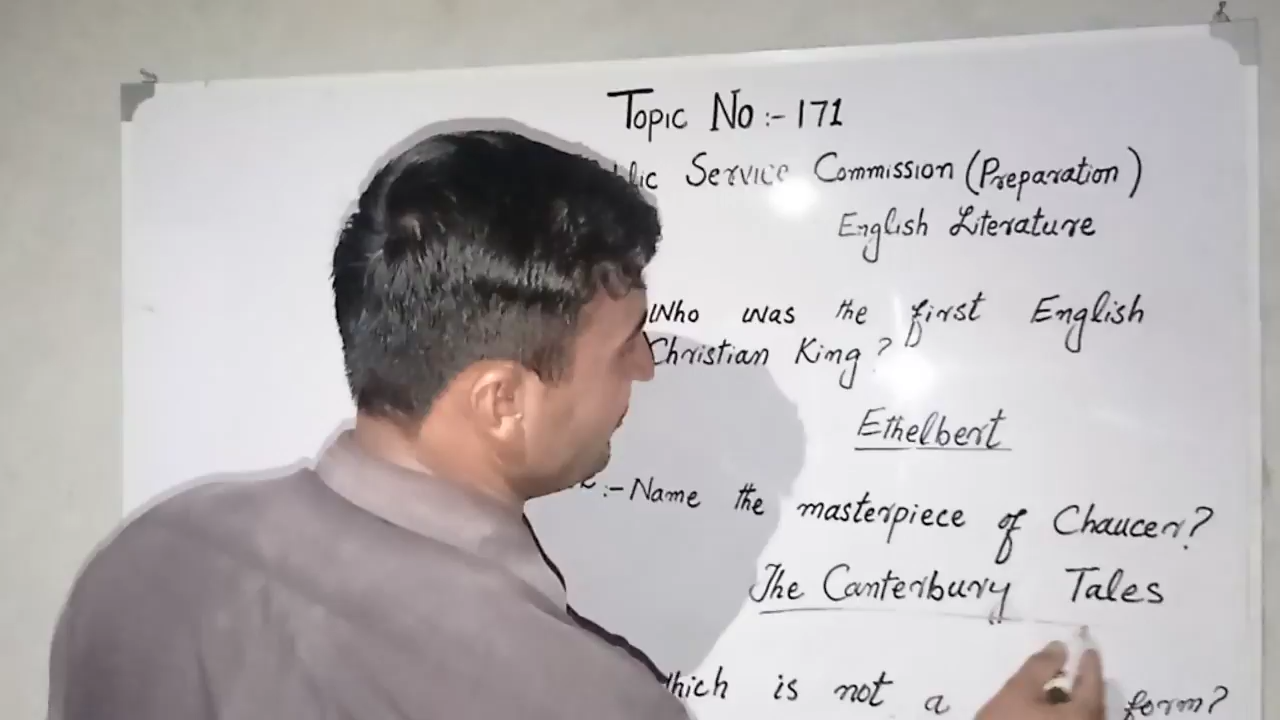 Topic No :- 171
Service Commission (Preparation)
English Literature
Who was the first English
Christian King?
Ethelbert
:- Name the masterpiece of Chaucer?
The Canterbury Tales
is not a form?